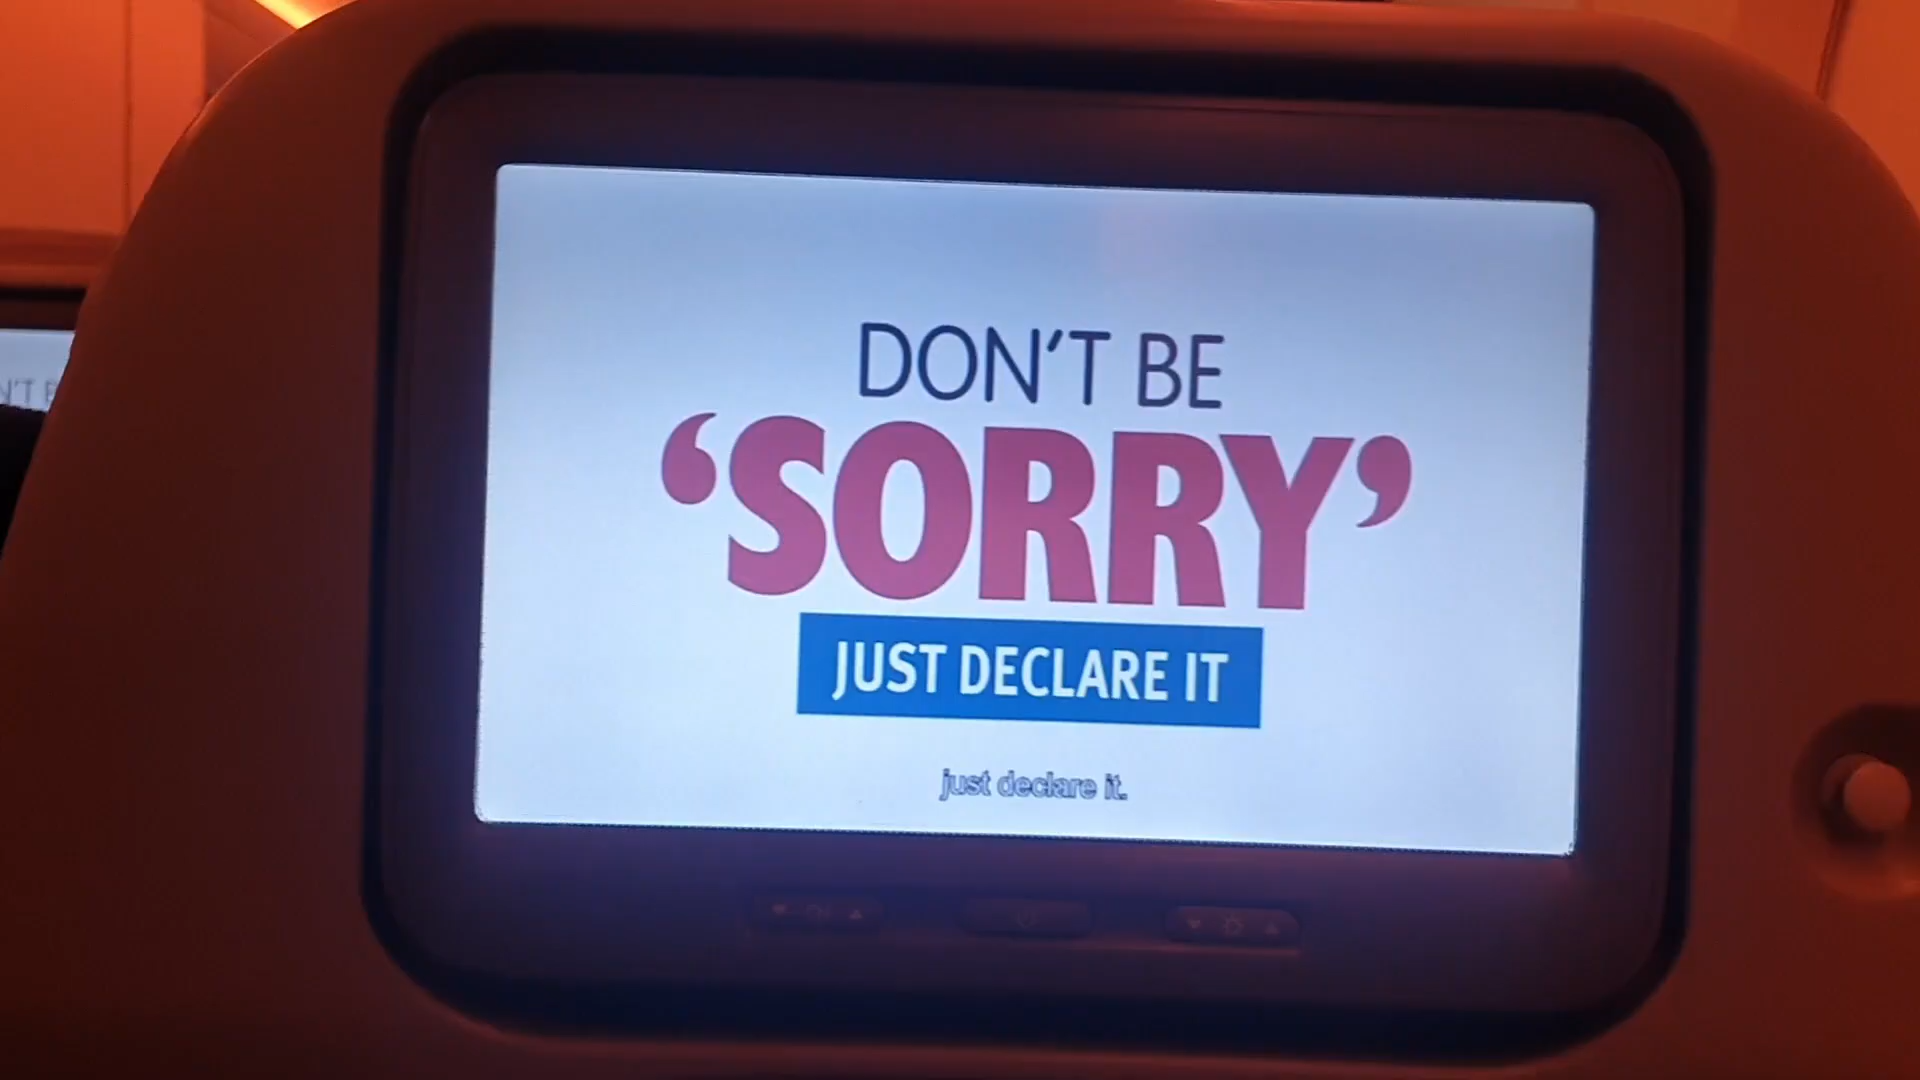 DON'T BE
‘SORRY’
JUST DECLARE IT
just declare it.
N'T